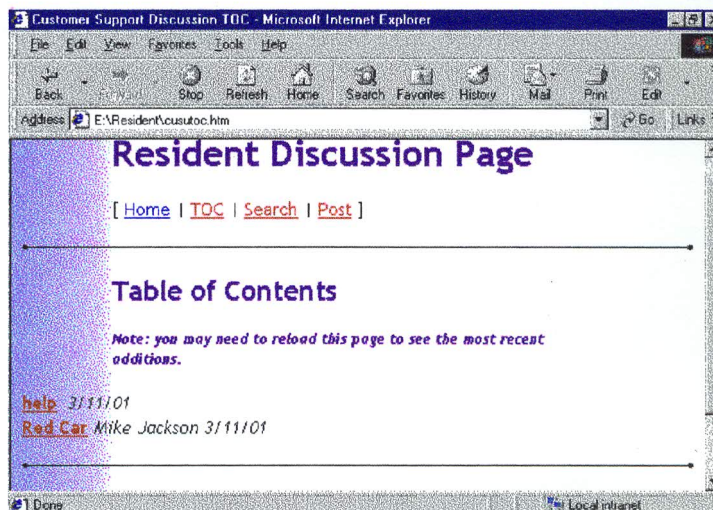 Customer Support Discussion TOC - Microsoft Internet Explorer
File Edit View Favorites Tools Help
Back Forward Stop Refresh Home Search Favorites History Mail Print Edit
Address E:\Resident\cusutoc.htm Go Links
Resident Discussion Page
[ Home | TOC | Search | Post ]
Table of Contents
Note: you may need to reload this page to see the most recent
additions.
help 3/11/01
Red Car Mike Jackson 3/11/01
Done Local intranet